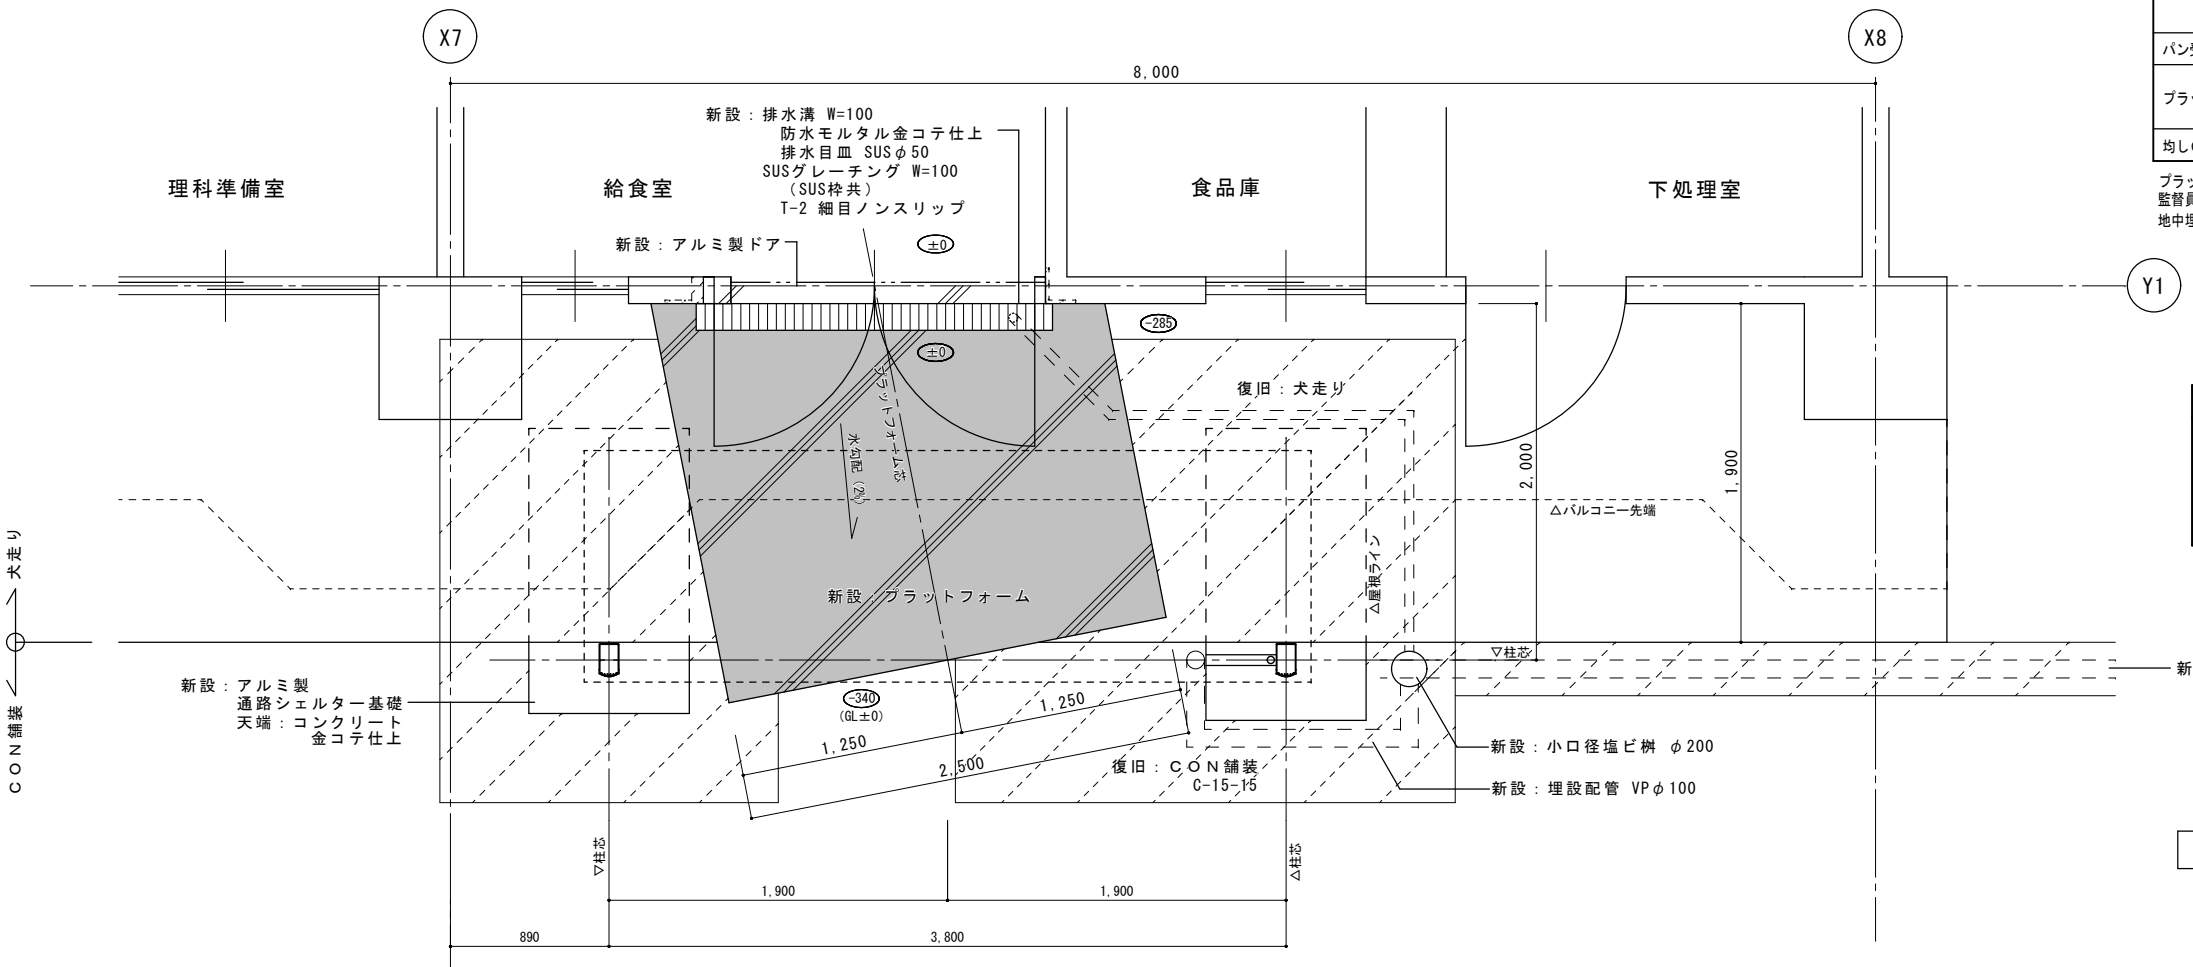 X7
X8
8,000
パン
プラッ
均し
プラッ
監督員
地中埋
新設：排水溝 W=100
防水モルタル金コテ仕上
排水目皿 SUSφ50
SUSグレーチング W=100
（SUS枠共）
T-2 細目ノンスリップ
理科準備室
給食室
食品庫
下処理室
新設：アルミ製ドア
±0
Y1
-285
±0
復旧：犬走り
プラットフォーム芯
水勾配（2%）
2,000
1,900
△バルコニー先端
△屋根ライン
新設：プラットフォーム
犬走り
CON舗装
▽柱芯
新
新設：アルミ製
通路シェルター基礎
天端：コンクリート
金コテ仕上
-340
(GL±0)
1,250
1,250
2,500
復旧：CON舗装
C-15-15
新設：小口径塩ビ桝 φ200
新設：埋設配管 VPφ100
▽柱芯
△柱芯
1,900
1,900
890
3,800